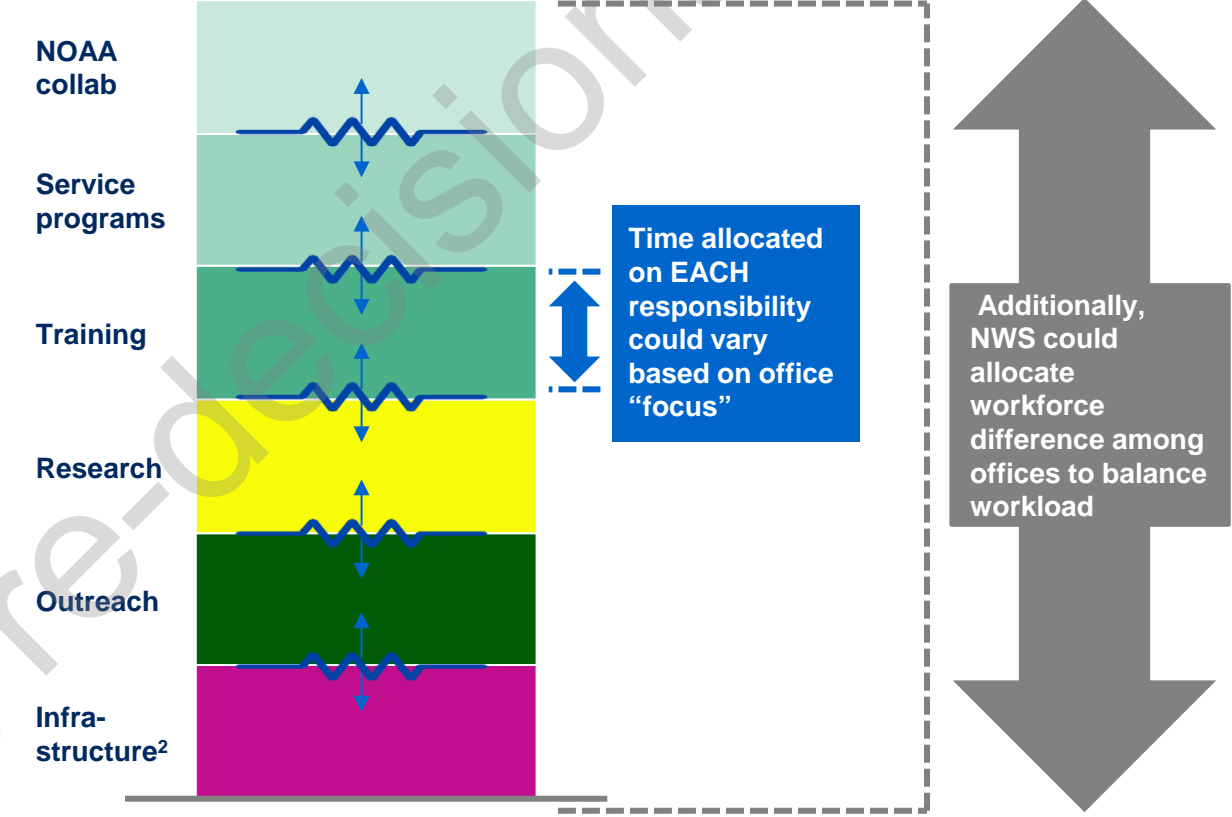 NOAA
collab
Service
programs
Training
Research
Outreach
Infra-
structure²
Time allocated
on EACH
responsibility
could vary
based on office
“focus”
Additionally,
NWS could
allocate
workforce
difference among
offices to balance
workload
re-decision